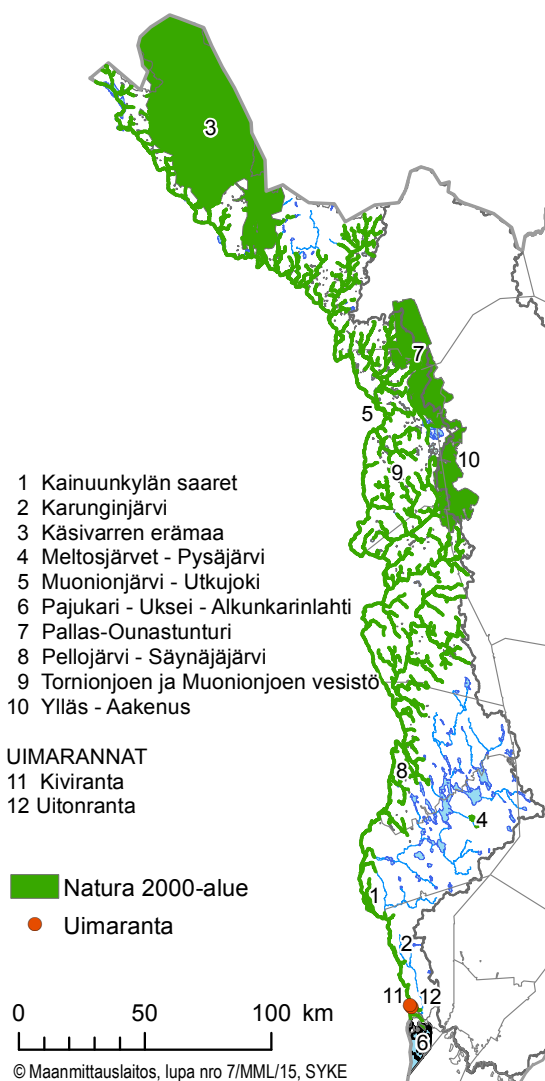 3
7
5
10
9
1 Kainuunkylän saaret
2 Karunginjärvi
3 Käsivarren erämaa
4 Meltosjärvet - Pysäjärvi
5 Muonionjärvi - Utkujoki
6 Pajukari - Uksei - Alkunkarinlahti
7 Pallas-Ounastunturi
8 Pellojärvi - Säynäjäjärvi
9 Tornionjoen ja Muonionjoen vesistö
10 Ylläs - Aakenus
UIMARANNAT
11 Kiviranta
12 Uitonranta
8
4
Natura 2000-alue
1
Uimaranta
2
11 12
6
0 50 100 km
© Maanmittauslaitos, lupa nro 7/MML/15, SYKE